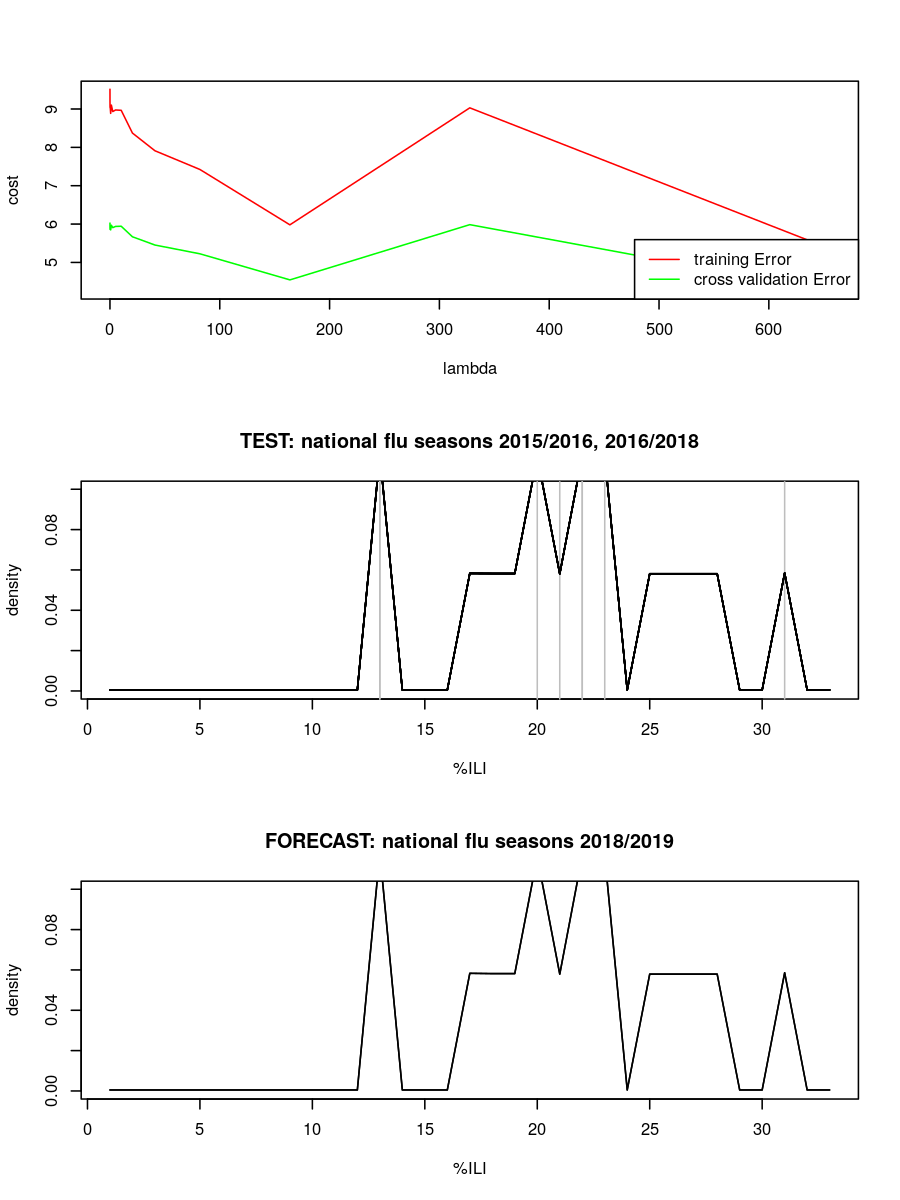 cost
9
8
7
6
5
training Error
cross validation Error
0 100 200 300 400 500 600
lambda
TEST: national flu seasons 2015/2016, 2016/2018
density
0.08
0.04
0.00
0 5 10 15 20 25 30
%ILI
FORECAST: national flu seasons 2018/2019
density
0.08
0.04
0.00
0 5 10 15 20 25 30
%ILI